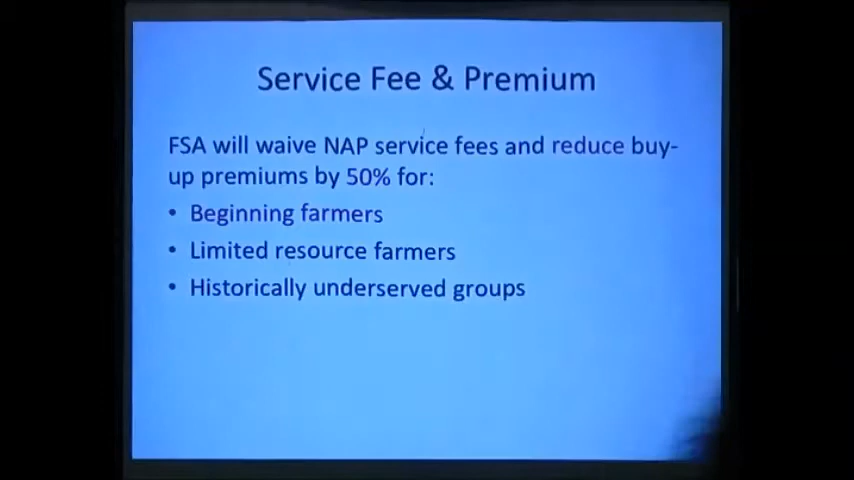 Service Fee & Premium
FSA will waive NAP service fees and reduce buy-
up premiums by 50% for:
• Beginning farmers
• Limited resource farmers
• Historically underserved groups